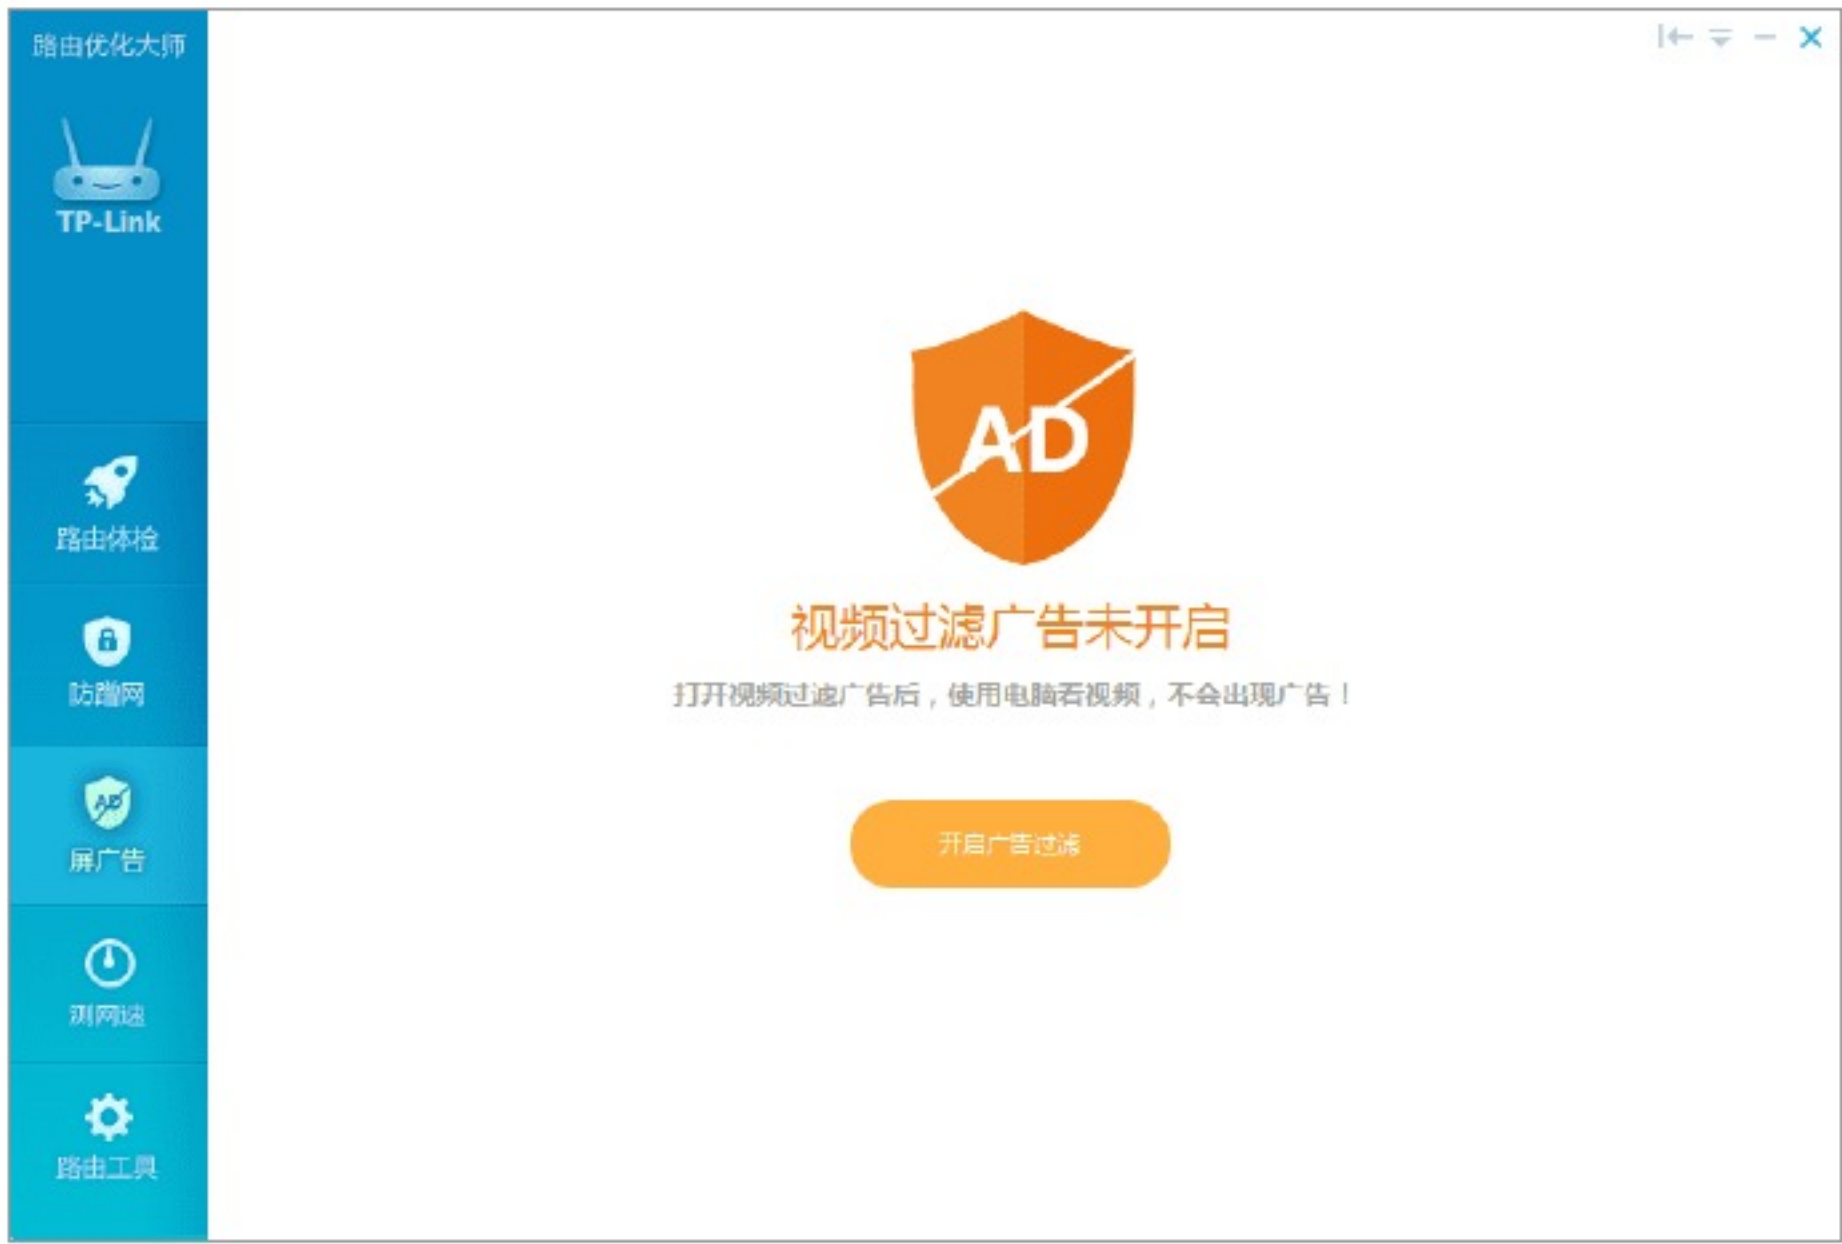 路由优化大师
TP-Link
路由体检
防蹭网
AD
屏广告
测网速
路由工具
AD
视频过滤广告未开启
打开视频过滤广告后，使用电脑看视频，不会出现广告！
开启广告过滤